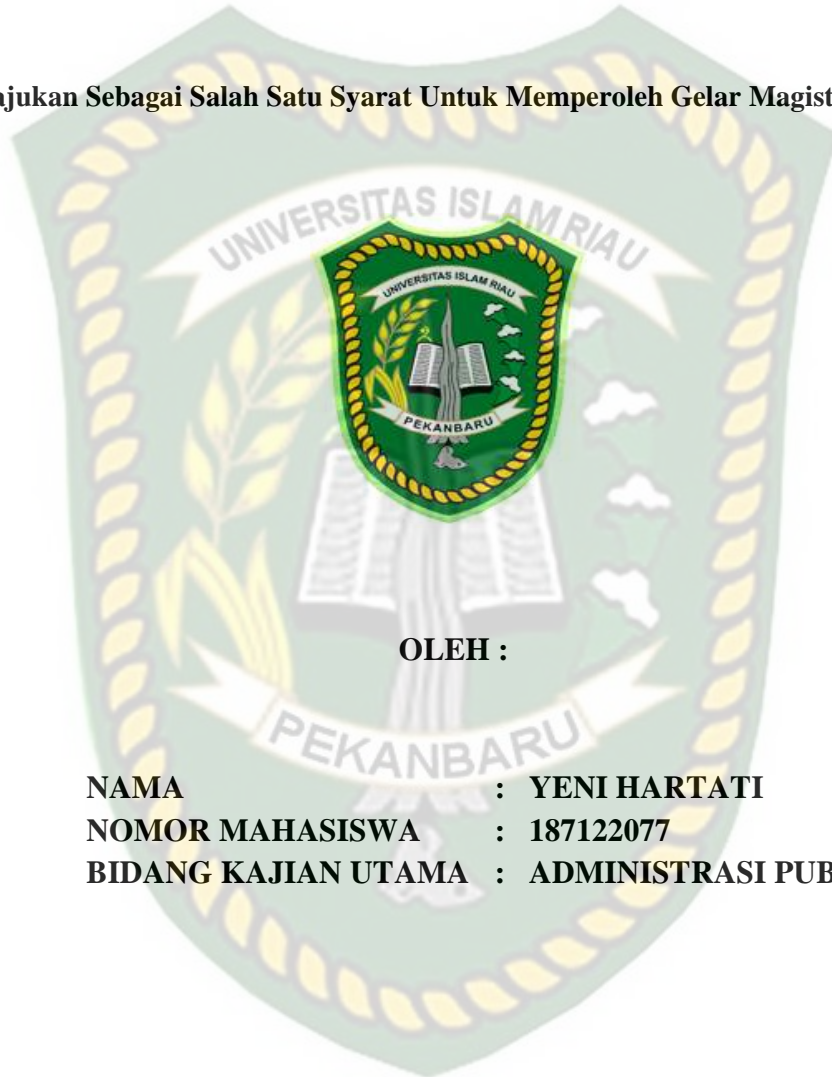 ajukan Sebagai Salah Satu Syarat Untuk Memperoleh Gelar Magist
UNIVERSITAS ISLAM RIAU
UNIVERSITAS ISLAM RIAU
PEKANBARU
OLEH :
PEKANBARU
NAMA : YENI HARTATI
NOMOR MAHASISWA : 187122077
BIDANG KAJIAN UTAMA : ADMINISTRASI PUB